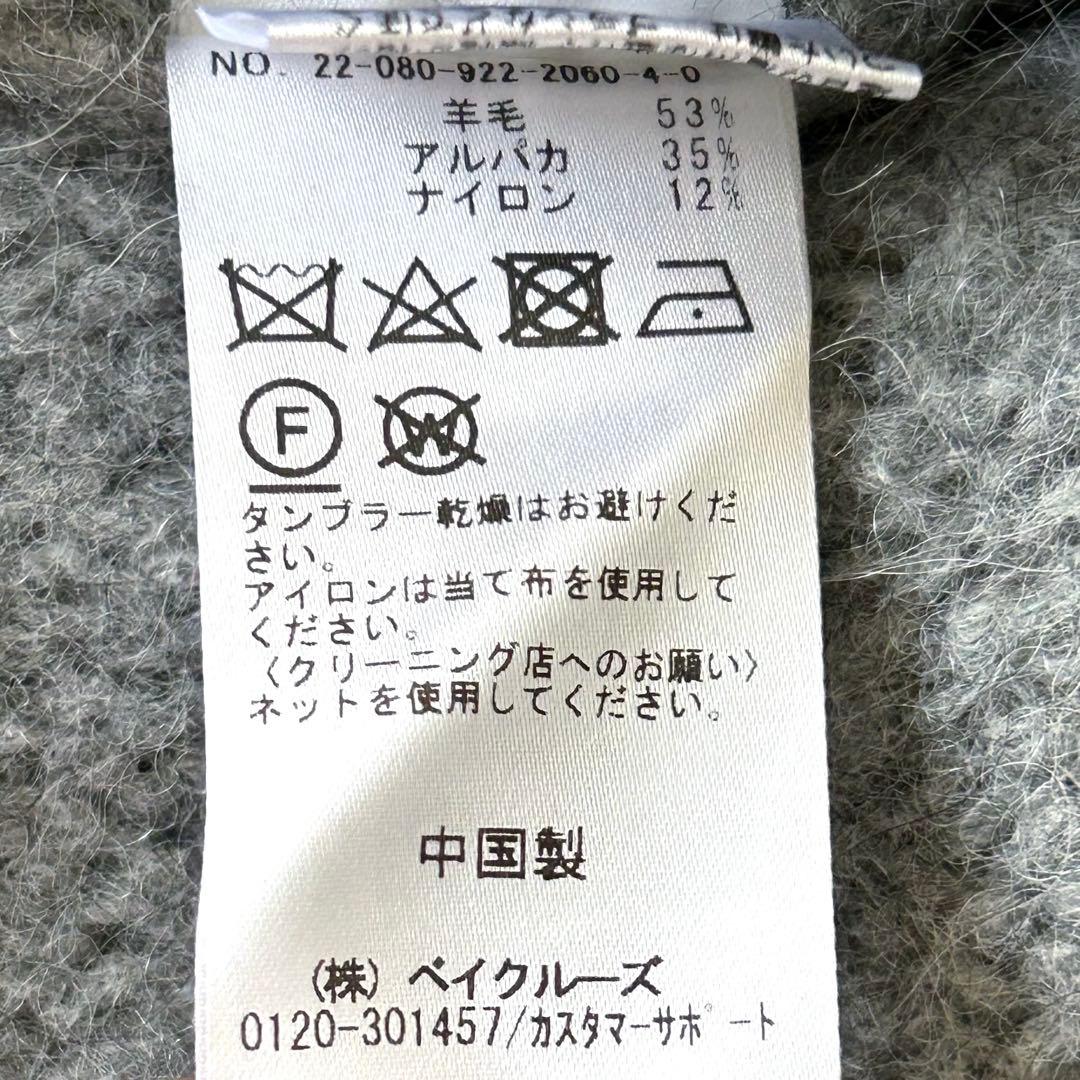 NO. 22-080-922-2060-4-0
羊毛 53%
アルパカ 35%
ナイロン 12%
F W
タンブラー乾燥はお避けくだ
さい。
アイロンは当て布を使用して
ください。
〈クリーニング店へのお願い〉
ネットを使用してください。
中国製
(株) ベイクルーズ
0120-301457/カスタマーサポート